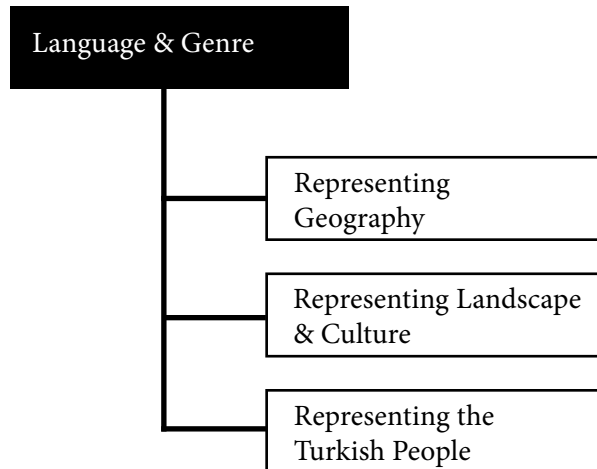 Language & Genre
Representing
Geography
Representing Landscape
& Culture
Representing the
Turkish People